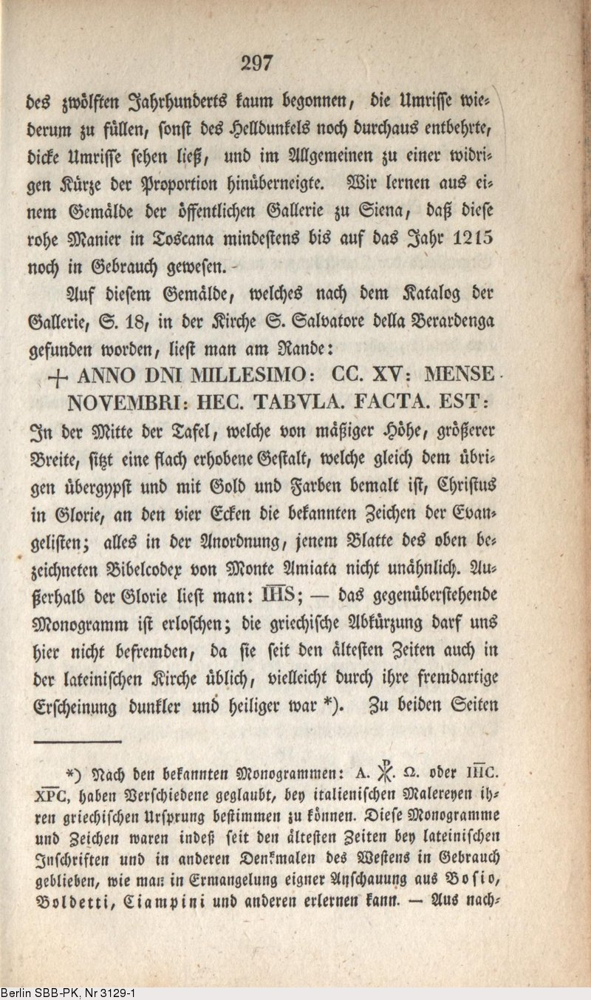 297
des zwölften Jahrhunderts kaum begonnen, die Umrisse wie-
derum zu füllen, sonst des Helldunkels noch durchaus entbehrte,
dicke Umrisse sehen ließ, und im Allgemeinen zu einer widri-
gen Kürze der Proportion hinüberneigte. Wir lernen aus ei-
nem Gemälde der öffentlichen Gallerie zu Siena, daß diese
rohe Manier in Toscana mindestens bis auf das Jahr 1215
noch in Gebrauch gewesen.
Auf diesem Gemälde, welches nach dem Katalog der
Gallerie, S. 18, in der Kirche S. Salvatore della Berardenga
gefunden worden, liest man am Rande:
+ ANNO DNI MILLESIMO: CC. XV: MENSE
NOVEMBRI: HEC. TABVLA. FACTA. EST:
In der Mitte der Tafel, welche von mäßiger Höhe, größerer
Breite, sitzt eine flach erhobene Gestalt, welche gleich dem übri-
gen übergypst und mit Gold und Farben bemalt ist, Christus
in Glorie, an den vier Ecken die bekannten Zeichen der Evan-
gelisten; alles in der Anordnung, jenem Blatte des oben be-
zeichneten Bibelcodex von Monte Amiata nicht unähnlich. Au-
ßerhalb der Glorie liest man: I̅H̅S; — das gegenüberstehende
Monogramm ist erloschen; die griechische Abkürzung darf uns
hier nicht befremden, da sie seit den ältesten Zeiten auch in
der lateinischen Kirche üblich, vielleicht durch ihre fremdartige
Erscheinung dunkler und heiliger war *). Zu beiden Seiten
*) Nach den bekannten Monogrammen: A. ☧. Ω. oder I̅H̅C.
X̅P̅C, haben Verschiedene geglaubt, bey italienischen Malereyen ih-
ren griechischen Ursprung bestimmen zu können. Diese Monogramme
und Zeichen waren indeß seit den ältesten Zeiten bey lateinischen
Inschriften und in anderen Denkmalen des Westens in Gebrauch
geblieben, wie man in Ermangelung eigner Anschauung aus Bosio,
Boldetti, Ciampini und anderen erlernen kann. — Aus nach-
Berlin SBB-PK, Nr 3129-1